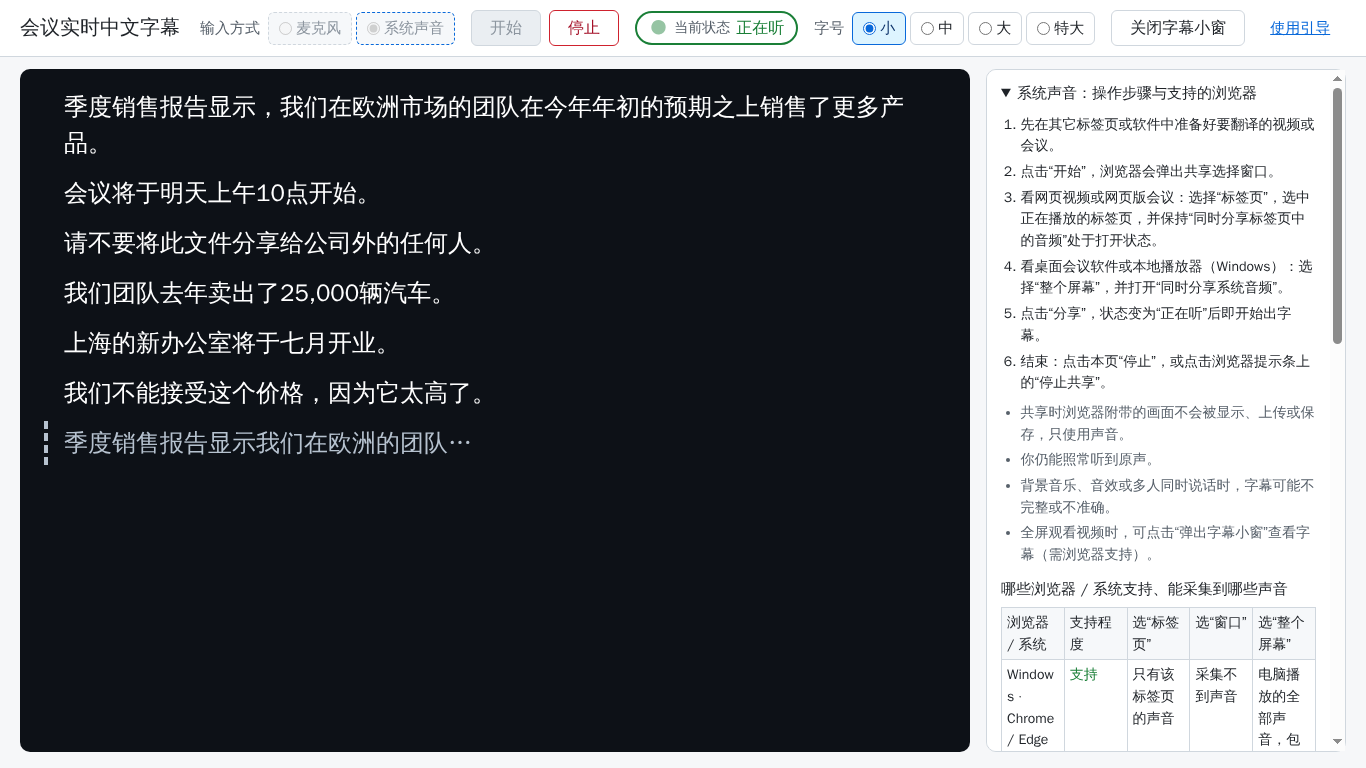 会议实时中文字幕
输入方式
麦克风
系统声音
开始
停止
当前状态 正在听
字号
小
中
大
特大
关闭字幕小窗
使用引导
季度销售报告显示，我们在欧洲市场的团队在今年年初的预期之上销售了更多产
品。
会议将于明天上午10点开始。
请不要将此文件分享给公司外的任何人。
我们团队去年卖出了25,000辆汽车。
上海的新办公室将于七月开业。
我们不能接受这个价格，因为它太高了。
季度销售报告显示我们在欧洲的团队…
▼ 系统声音：操作步骤与支持的浏览器
1. 先在其它标签页或软件中准备好要翻译的视频或
会议。
2. 点击“开始”，浏览器会弹出共享选择窗口。
3. 看网页视频或网页版会议：选择“标签页”，选中
正在播放的标签页，并保持“同时分享标签页中
的音频”处于打开状态。
4. 看桌面会议软件或本地播放器（Windows）：选
择“整个屏幕”，并打开“同时分享系统音频”。
5. 点击“分享”，状态变为“正在听”后即开始出字
幕。
6. 结束：点击本页“停止”，或点击浏览器提示条上
的“停止共享”。
• 共享时浏览器附带的画面不会被显示、上传或保
存，只使用声音。
• 你仍能照常听到原声。
• 背景音乐、音效或多人同时说话时，字幕可能不
完整或不准确。
• 全屏观看视频时，可点击“弹出字幕小窗”查看字
幕（需浏览器支持）。
哪些浏览器 / 系统支持、能采集到哪些声音
浏览器
/ 系统
支持程
度
选“标签
页”
选“窗口”
选“整个
屏幕”
Window
s ·
Chrome
/ Edge
支持
只有该
标签页
的声音
采集不
到声音
电脑播
放的全
部声
音，包